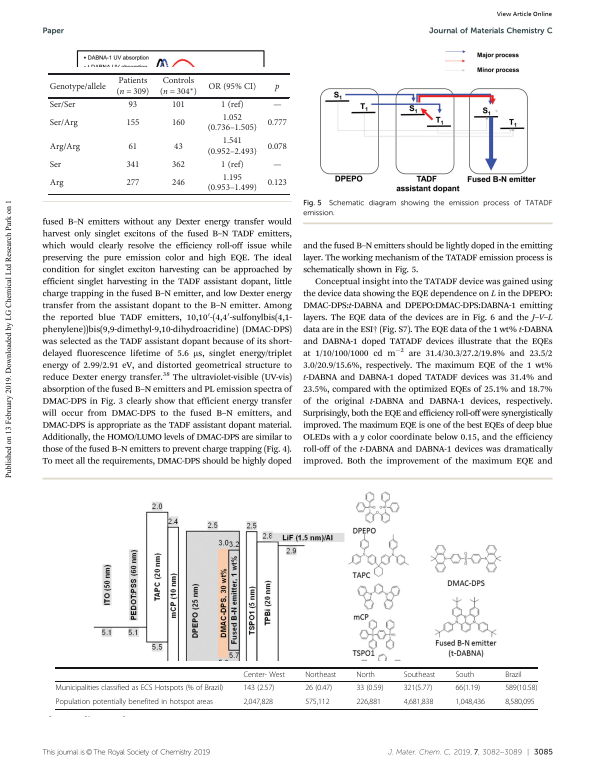 View Article Online
Paper
Journal of Materials Chemistry C
Published on 13 February 2019. Downloaded by LG Chemical Ltd Research Park on 1
• DABNA-1 UV absorption
Genotype/allele Patients (n = 309) Controls (n = 304*) OR (95% CI) p
Ser/Ser 93 101 1 (ref) —
Ser/Arg 155 160 1.052 (0.736–1.505) 0.777
Arg/Arg 61 43 1.541 (0.952–2.493) 0.078
Ser 341 362 1 (ref) —
Arg 277 246 1.195 (0.953–1.499) 0.123
fused B–N emitters without any Dexter energy transfer would
harvest only singlet excitons of the fused B–N TADF emitters,
which would clearly resolve the efficiency roll-off issue while
preserving the pure emission color and high EQE. The ideal
condition for singlet exciton harvesting can be approached by
efficient singlet harvesting in the TADF assistant dopant, little
charge trapping in the fused B–N emitter, and low Dexter energy
transfer from the assistant dopant to the B–N emitter. Among
the reported blue TADF emitters, 10,10′-(4,4′-sulfonylbis(4,1-
phenylene))bis(9,9-dimethyl-9,10-dihydroacridine) (DMAC-DPS)
was selected as the TADF assistant dopant because of its short-
delayed fluorescence lifetime of 5.6 μs, singlet energy/triplet
energy of 2.99/2.91 eV, and distorted geometrical structure to
reduce Dexter energy transfer.³⁸ The ultraviolet-visible (UV-vis)
absorption of the fused B–N emitters and PL emission spectra of
DMAC-DPS in Fig. 3 clearly show that efficient energy transfer
will occur from DMAC-DPS to the fused B–N emitters, and
DMAC-DPS is appropriate as the TADF assistant dopant material.
Additionally, the HOMO/LUMO levels of DMAC-DPS are similar to
those of the fused B–N emitters to prevent charge trapping (Fig. 4).
To meet all the requirements, DMAC-DPS should be highly doped
Major process
Minor process
S1 T1 S1 T1 S1 T1
DPEPO TADF assistant dopant Fused B-N emitter
Fig. 5 Schematic diagram showing the emission process of TATADF
emission.
and the fused B–N emitters should be lightly doped in the emitting
layer. The working mechanism of the TATADF emission process is
schematically shown in Fig. 5.
Conceptual insight into the TATADF device was gained using
the device data showing the EQE dependence on L in the DPEPO:
DMAC-DPS:t-DABNA and DPEPO:DMAC-DPS:DABNA-1 emitting
layers. The EQE data of the devices are in Fig. 6 and the J–V–L
data are in the ESI† (Fig. S7). The EQE data of the 1 wt% t-DABNA
and DABNA-1 doped TATADF devices illustrate that the EQEs
at 1/10/100/1000 cd m⁻² are 31.4/30.3/27.2/19.8% and 23.5/2
3.0/20.9/15.6%, respectively. The maximum EQE of the 1 wt%
t-DABNA and DABNA-1 doped TATADF devices was 31.4% and
23.5%, compared with the optimized EQEs of 25.1% and 18.7%
of the original t-DABNA and DABNA-1 devices, respectively.
Surprisingly, both the EQE and efficiency roll-off were synergistically
improved. The maximum EQE is one of the best EQEs of deep blue
OLEDs with a y color coordinate below 0.15, and the efficiency
roll-off of the t-DABNA and DABNA-1 devices was dramatically
improved. Both the improvement of the maximum EQE and
2.0
2.4
2.5
3.0 3.2
2.5
2.8
LiF (1.5 nm)/Al
2.9
ITO (50 nm)
PEDOT:PSS (60 nm)
TAPC (20 nm)
mCP (10 nm)
DPEPO (25 nm)
DMAC-DPS, 30 wt%
Fused B-N emitter, 1 wt%
TSPO1 (5 nm)
TPBI (20 nm)
5.1 5.1
5.5
5.7
DPEPO
TAPC
mCP
TSPO1
DMAC-DPS
Fused B-N emitter
(t-DABNA)
Center- West Northeast North Southeast South Brazil
Municipalities classified as ECS Hotspots (% of Brazil) 143 (2.57) 26 (0.47) 33 (0.59) 321(5.77) 66(1.19) 589(10.58)
Population potentially benefited in hotspot areas 2,047,828 575,112 226,881 4,681,838 1,048,436 8,580,095
This journal is © The Royal Society of Chemistry 2019
J. Mater. Chem. C, 2019, 7, 3082–3089 | 3085